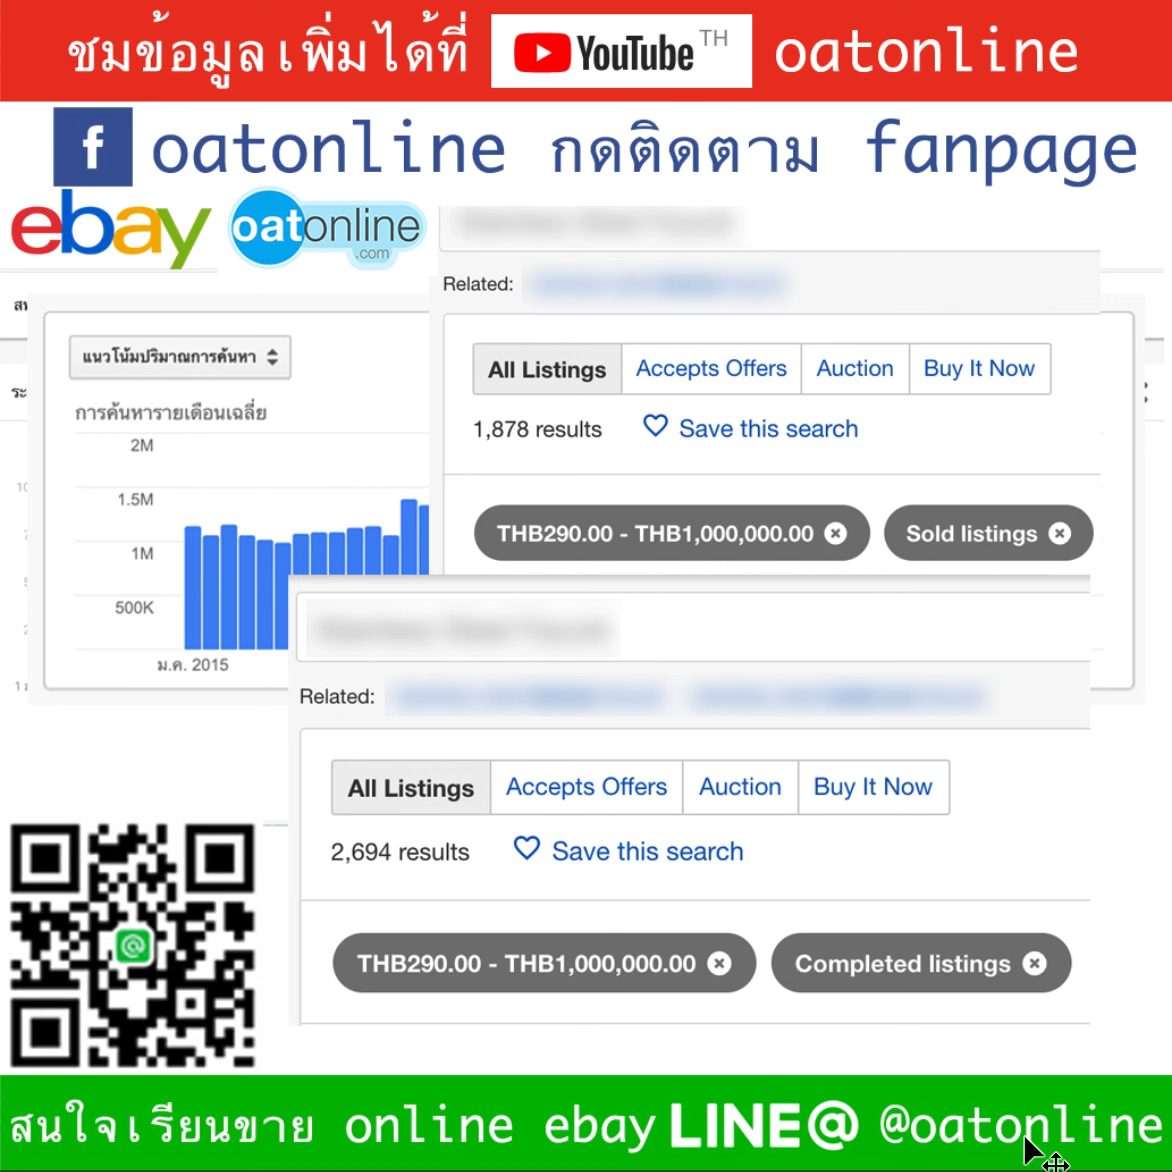 ชมข้อมูลเพิ่มได้ที่ YouTube TH oatonline
f oatonline กดติดตาม fanpage
ebay oatonline.com
Related:
แนวโน้มปริมาณการค้นหา
All Listings Accepts Offers Auction Buy It Now
การค้นหารายเดือนเฉลี่ย
1,878 results Save this search
2M
1.5M
1M
500K
ม.ค. 2015
THB290.00 - THB1,000,000.00 Sold listings
Related:
All Listings Accepts Offers Auction Buy It Now
2,694 results Save this search
THB290.00 - THB1,000,000.00 Completed listings
สนใจเรียนขาย online ebay LINE@ @oatonline